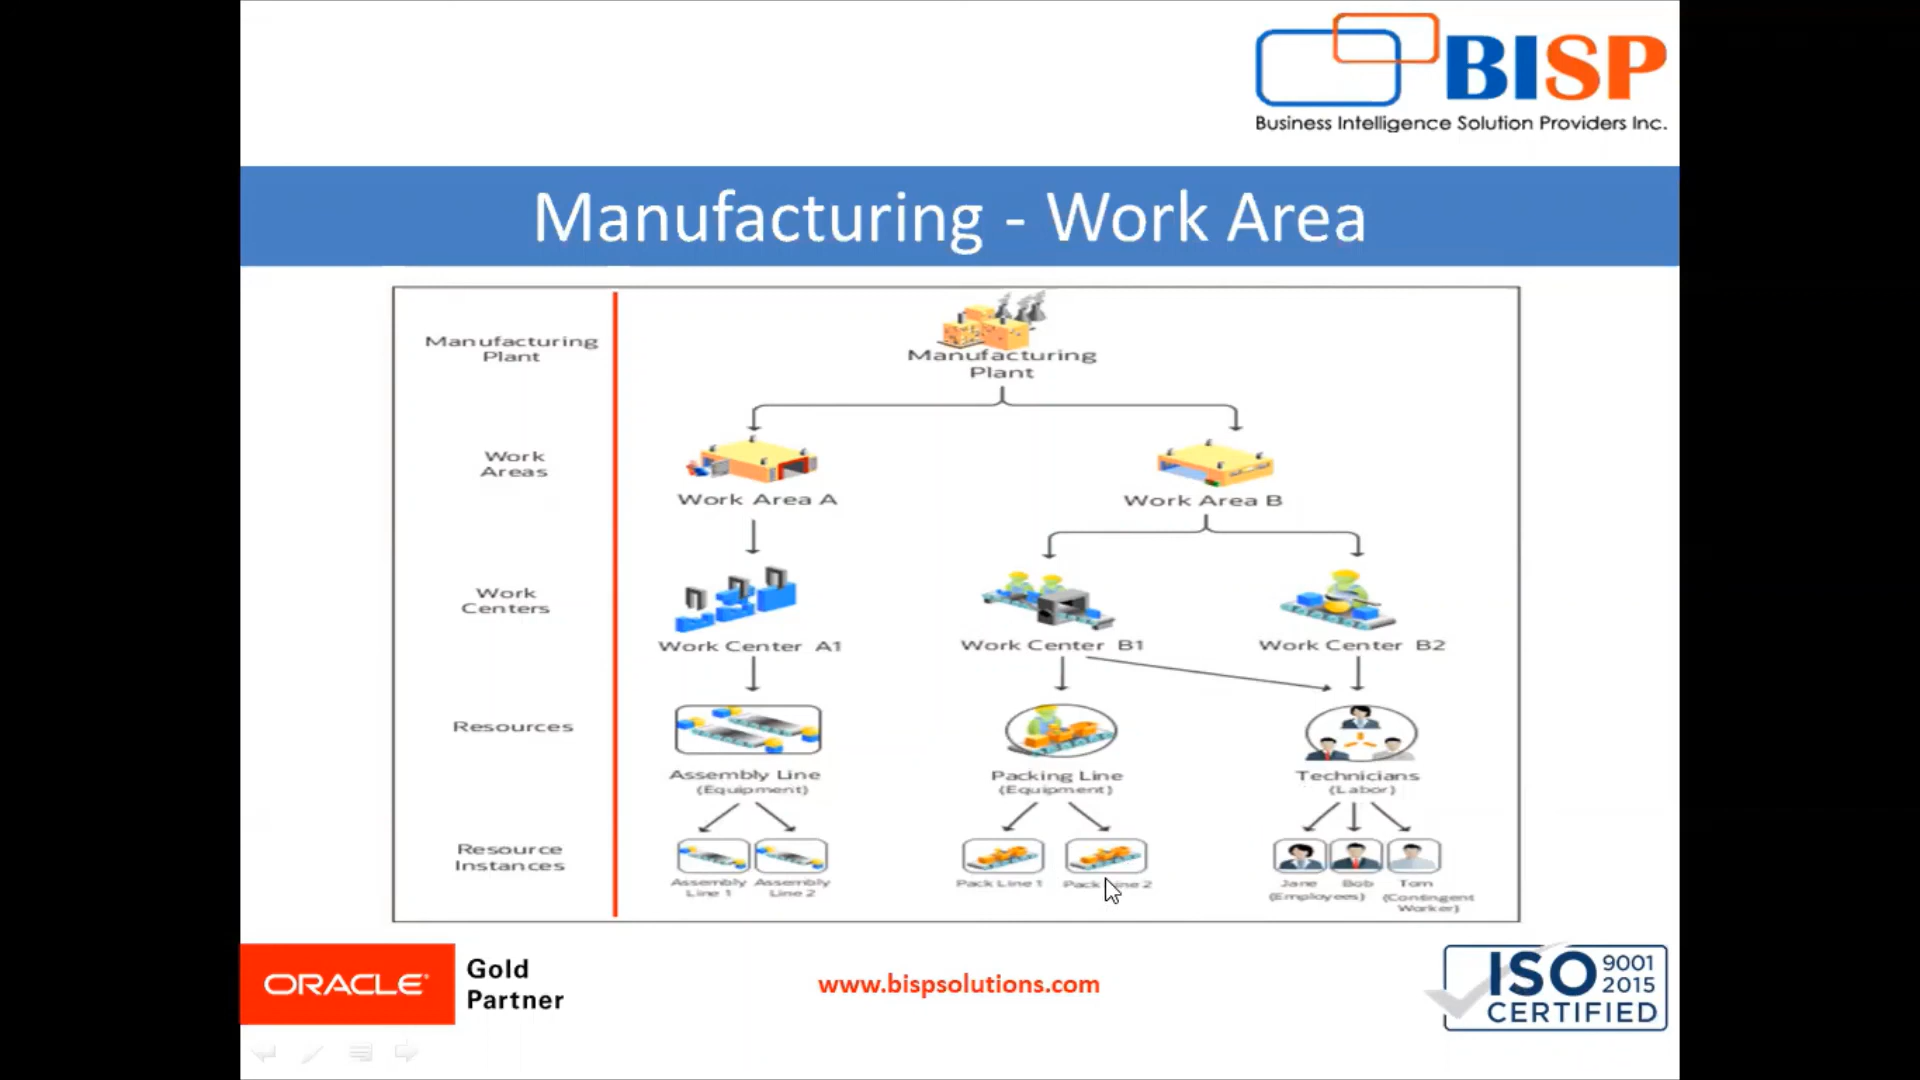 BISP
Business Intelligence Solution Providers Inc.
Manufacturing - Work Area
Manufacturing
Plant
Manufacturing
Plant
Work
Areas
Work Area A
Work Area B
Work
Centers
Work Center A1
Work Center B1
Work Center B2
Resources
Assembly Line
(Equipment)
Packing Line
(Equipment)
Technicians
(Labor)
Resource
Instances
Assembly
Line 1
Assembly
Line 2
Pack Line 1
Pack Line 2
Jane
Bob
(Employees)
Tom
(Contingent
Worker)
ORACLE
Gold
Partner
www.bispsolutions.com
ISO 9001
2015
CERTIFIED